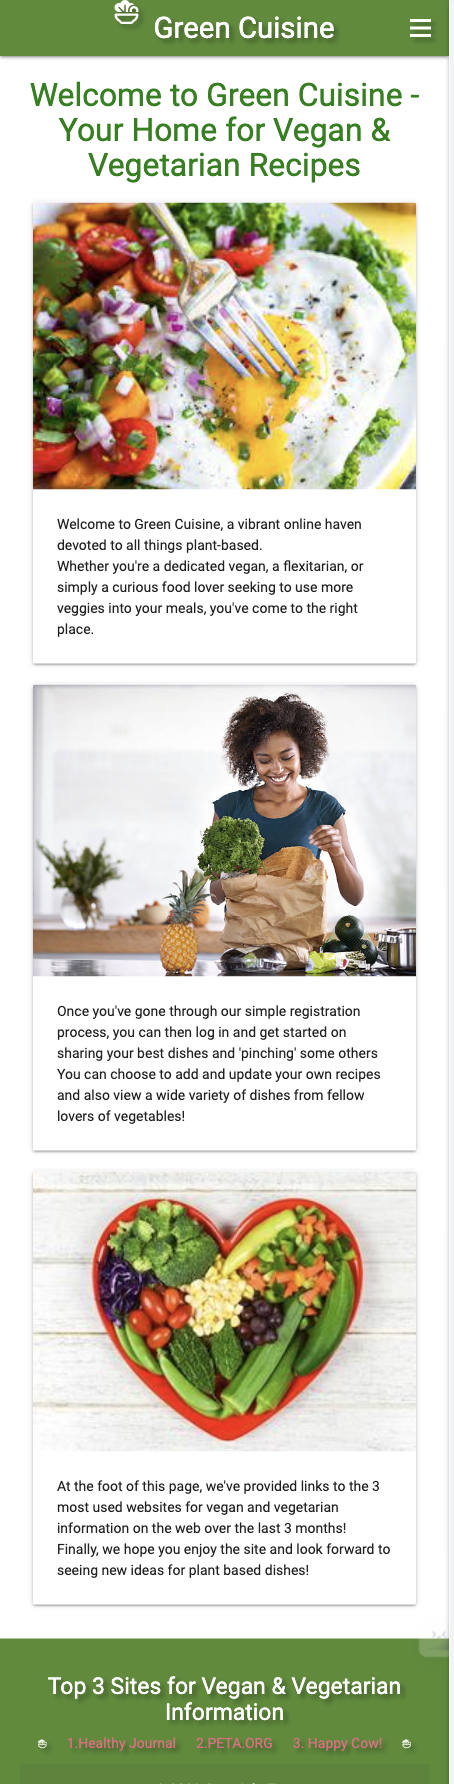 Green Cuisine
Welcome to Green Cuisine -
Your Home for Vegan &
Vegetarian Recipes
Welcome to Green Cuisine, a vibrant online haven
devoted to all things plant-based.
Whether you're a dedicated vegan, a flexitarian, or
simply a curious food lover seeking to use more
veggies into your meals, you've come to the right
place.
Once you've gone through our simple registration
process, you can then log in and get started on
sharing your best dishes and 'pinching' some others
You can choose to add and update your own recipes
and also view a wide variety of dishes from fellow
lovers of vegetables!
At the foot of this page, we've provided links to the 3
most used websites for vegan and vegetarian
information on the web over the last 3 months!
Finally, we hope you enjoy the site and look forward to
seeing new ideas for plant based dishes!
Top 3 Sites for Vegan & Vegetarian
Information
1.Healthy Journal 2.PETA.ORG 3. Happy Cow!